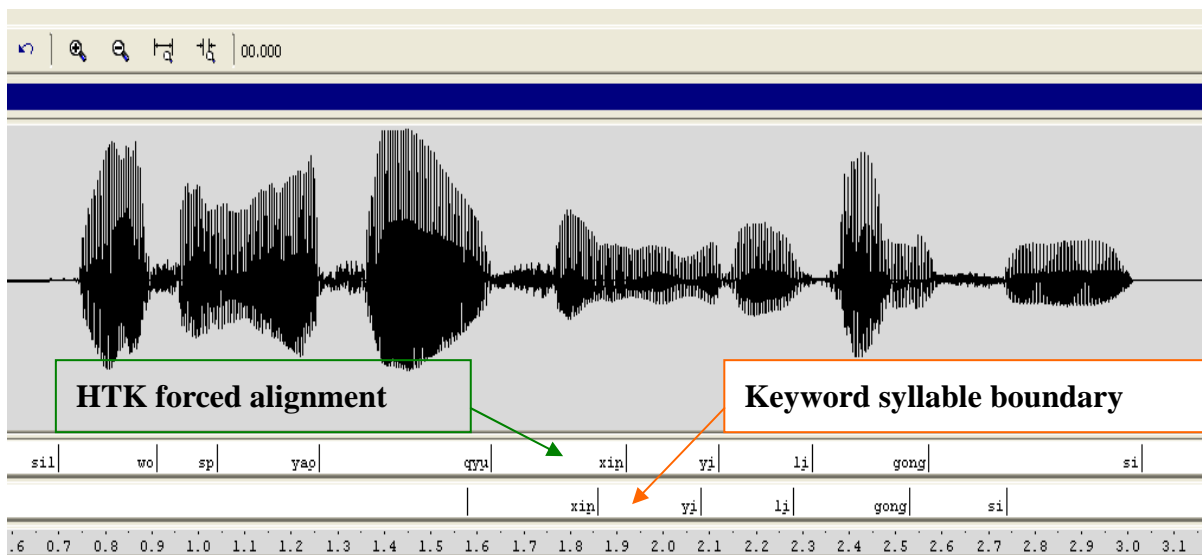 00.000
HTK forced alignment
Keyword syllable boundary
sil wo sp yao qyu xin yi li gong si
xin yi li gong si
.6 0.7 0.8 0.9 1.0 1.1 1.2 1.3 1.4 1.5 1.6 1.7 1.8 1.9 2.0 2.1 2.2 2.3 2.4 2.5 2.6 2.7 2.8 2.9 3.0 3.1